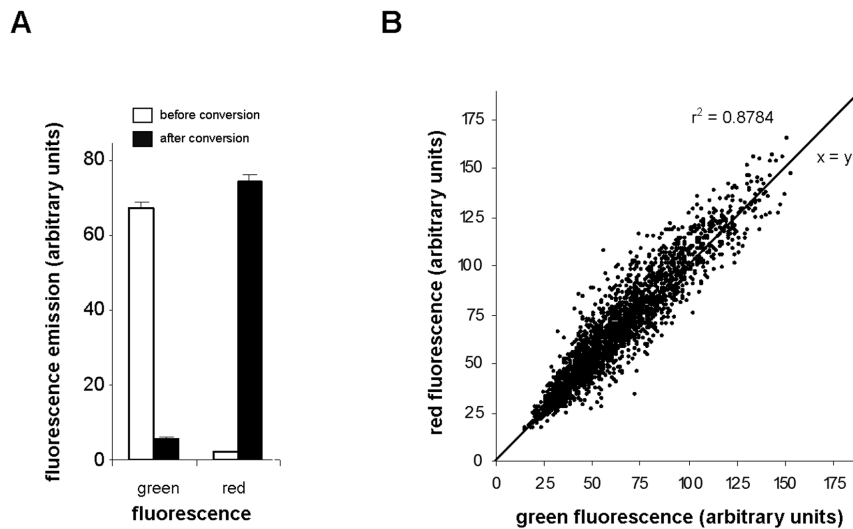 A
before conversion
after conversion
fluorescence emission (arbitrary units)
80
60
40
20
0
green
red
fluorescence
B
r² = 0.8784
x = y
red fluorescence (arbitrary units)
175
150
125
100
75
50
25
0
0
25
50
75
100
125
150
175
green fluorescence (arbitrary units)